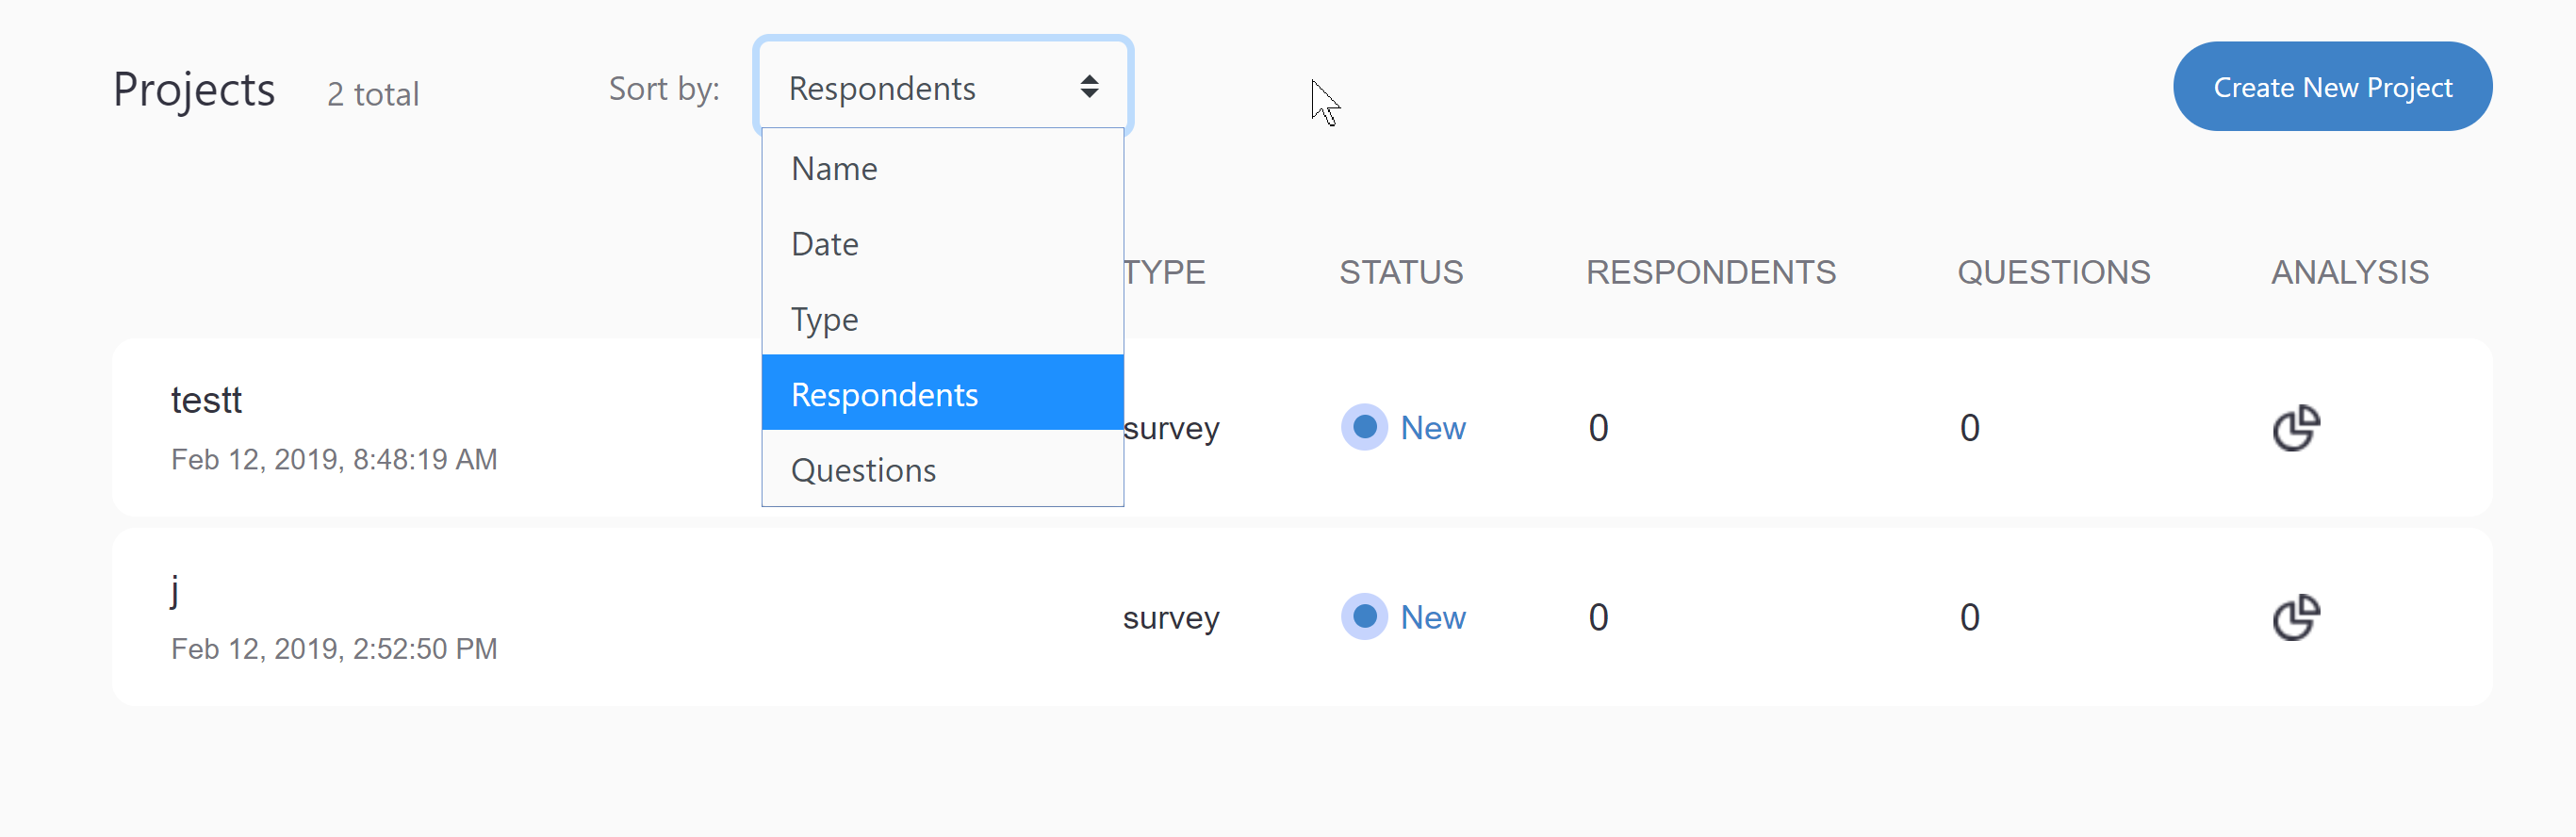 Projects 2 total Sort by: Respondents Create New Project
Name
Date
Type
Respondents
Questions
TYPE STATUS RESPONDENTS QUESTIONS ANALYSIS
testt
Feb 12, 2019, 8:48:19 AM
survey New 0 0
j
Feb 12, 2019, 2:52:50 PM
survey New 0 0